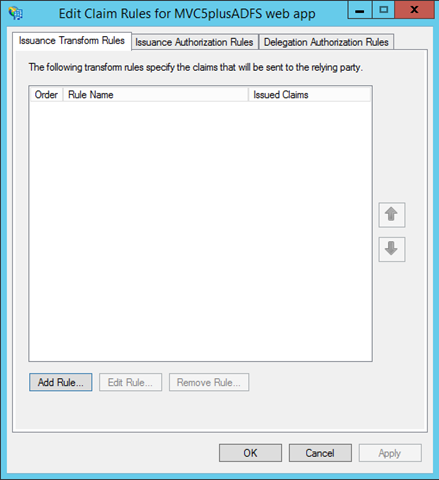 Edit Claim Rules for MVC5plusADFS web app
Issuance Transform Rules Issuance Authorization Rules Delegation Authorization Rules
The following transform rules specify the claims that will be sent to the relying party.
Order Rule Name Issued Claims
Add Rule... Edit Rule... Remove Rule...
OK Cancel Apply